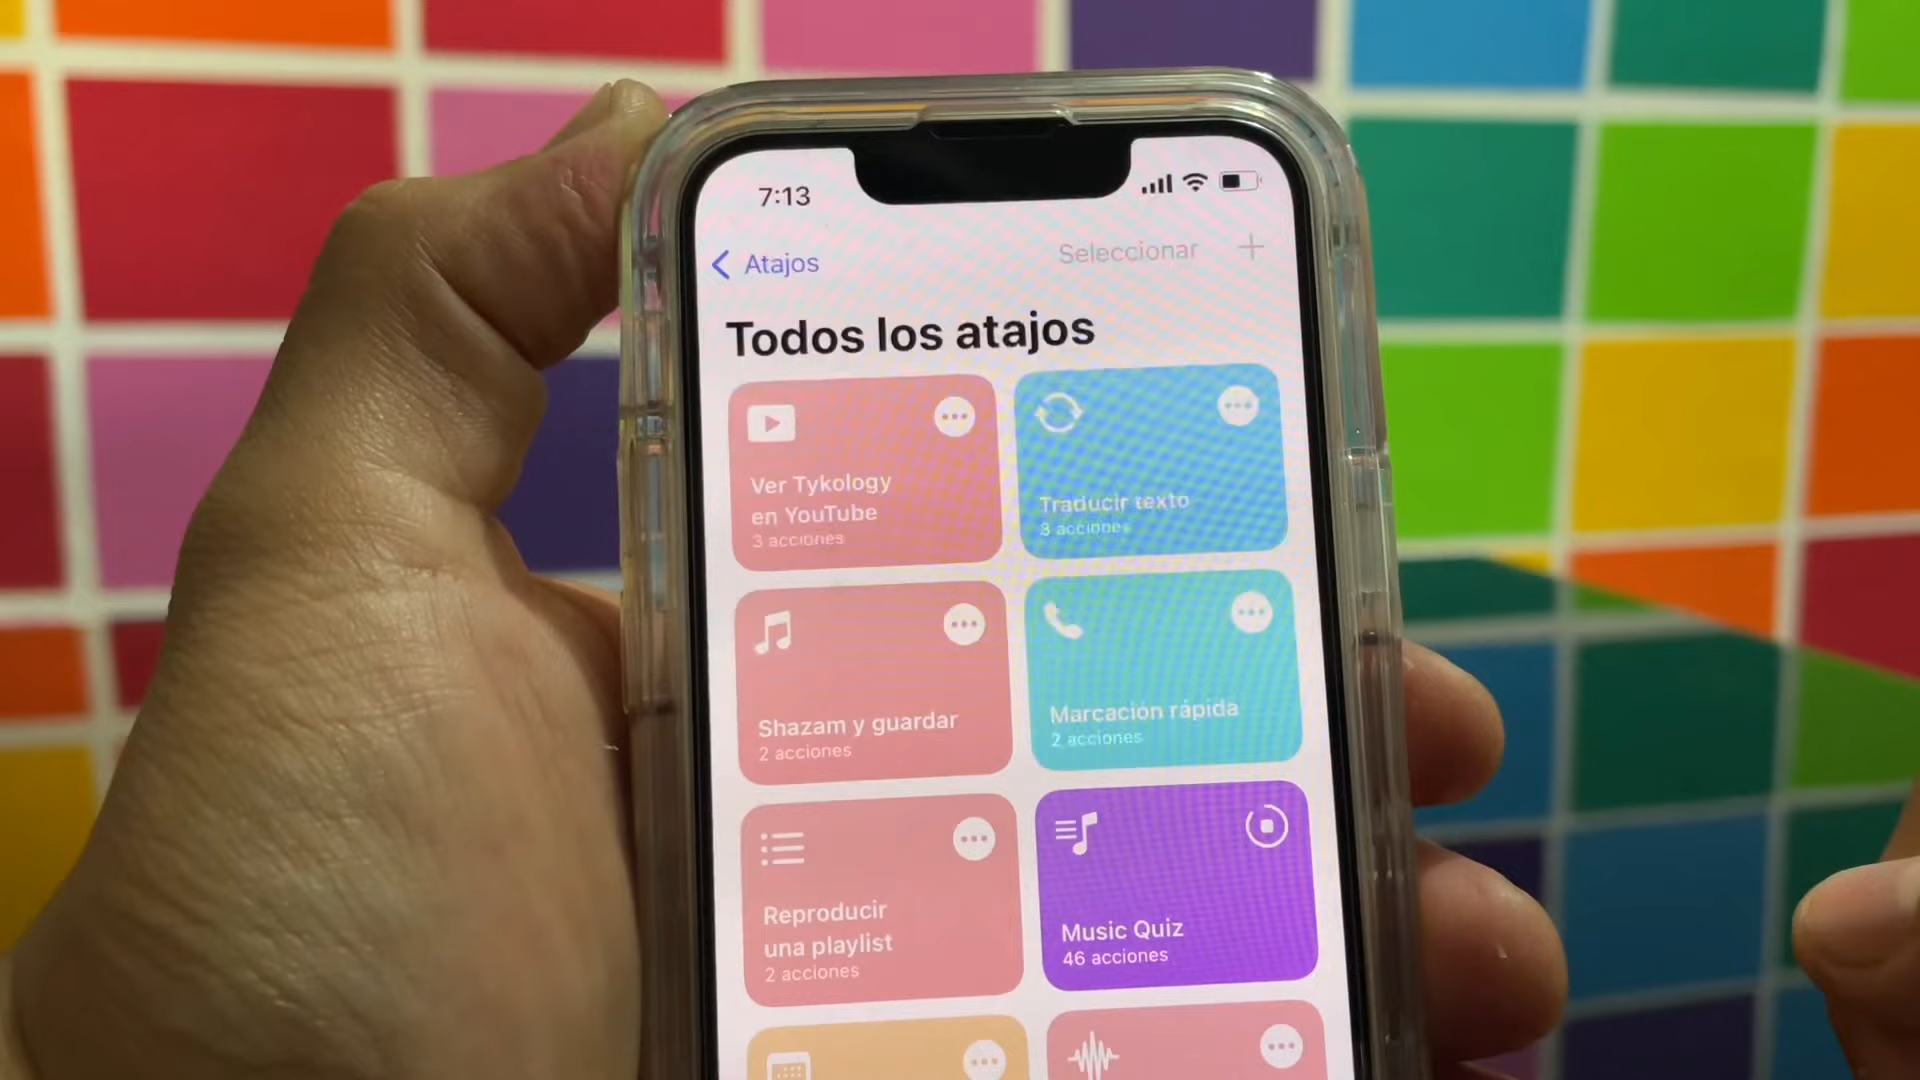 7:13
Atajos
Seleccionar
Todos los atajos
Ver Tykology
en YouTube
3 acciones
Traducir texto
3 acciones
Shazam y guardar
2 acciones
Marcación rápida
2 acciones
Reproducir
una playlist
2 acciones
Music Quiz
46 acciones